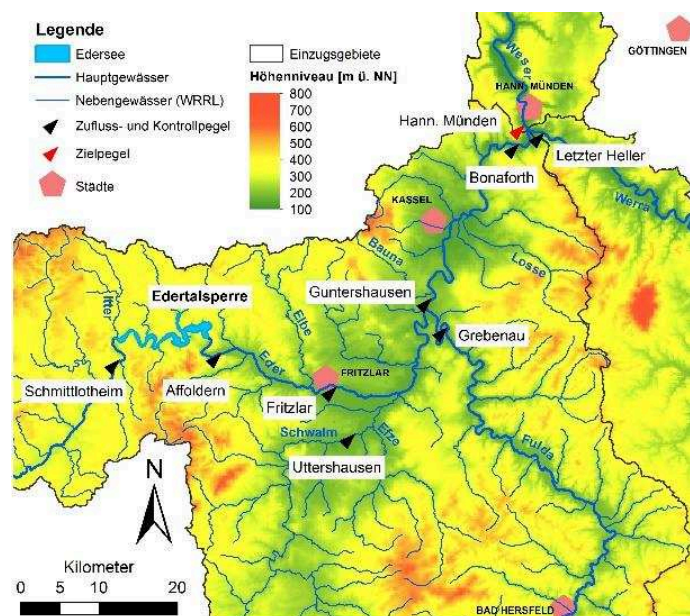 Legende
Edersee
Hauptgewässer
Nebengewässer (WRRL)
Zufluss- und Kontrollpegel
Zielpegel
Städte
Einzugsgebiete
Höhenniveau [m ü. NN]
800
700
600
500
400
300
200
100
GÖTTINGEN
Weser
HANN. MÜNDEN
Hann. Münden
Letzter Heller
Bonaforth
Werra
KASSEL
Bauna
Losse
Guntershausen
Edertalsperre
Itter
Elbe
Grebenau
Eder
Schmittlotheim
Affoldern
FRITZLAR
Fritzlar
Schwalm
Efze
Uttershausen
Fulda
N
Kilometer
0 5 10 20
BAD HERSFELD